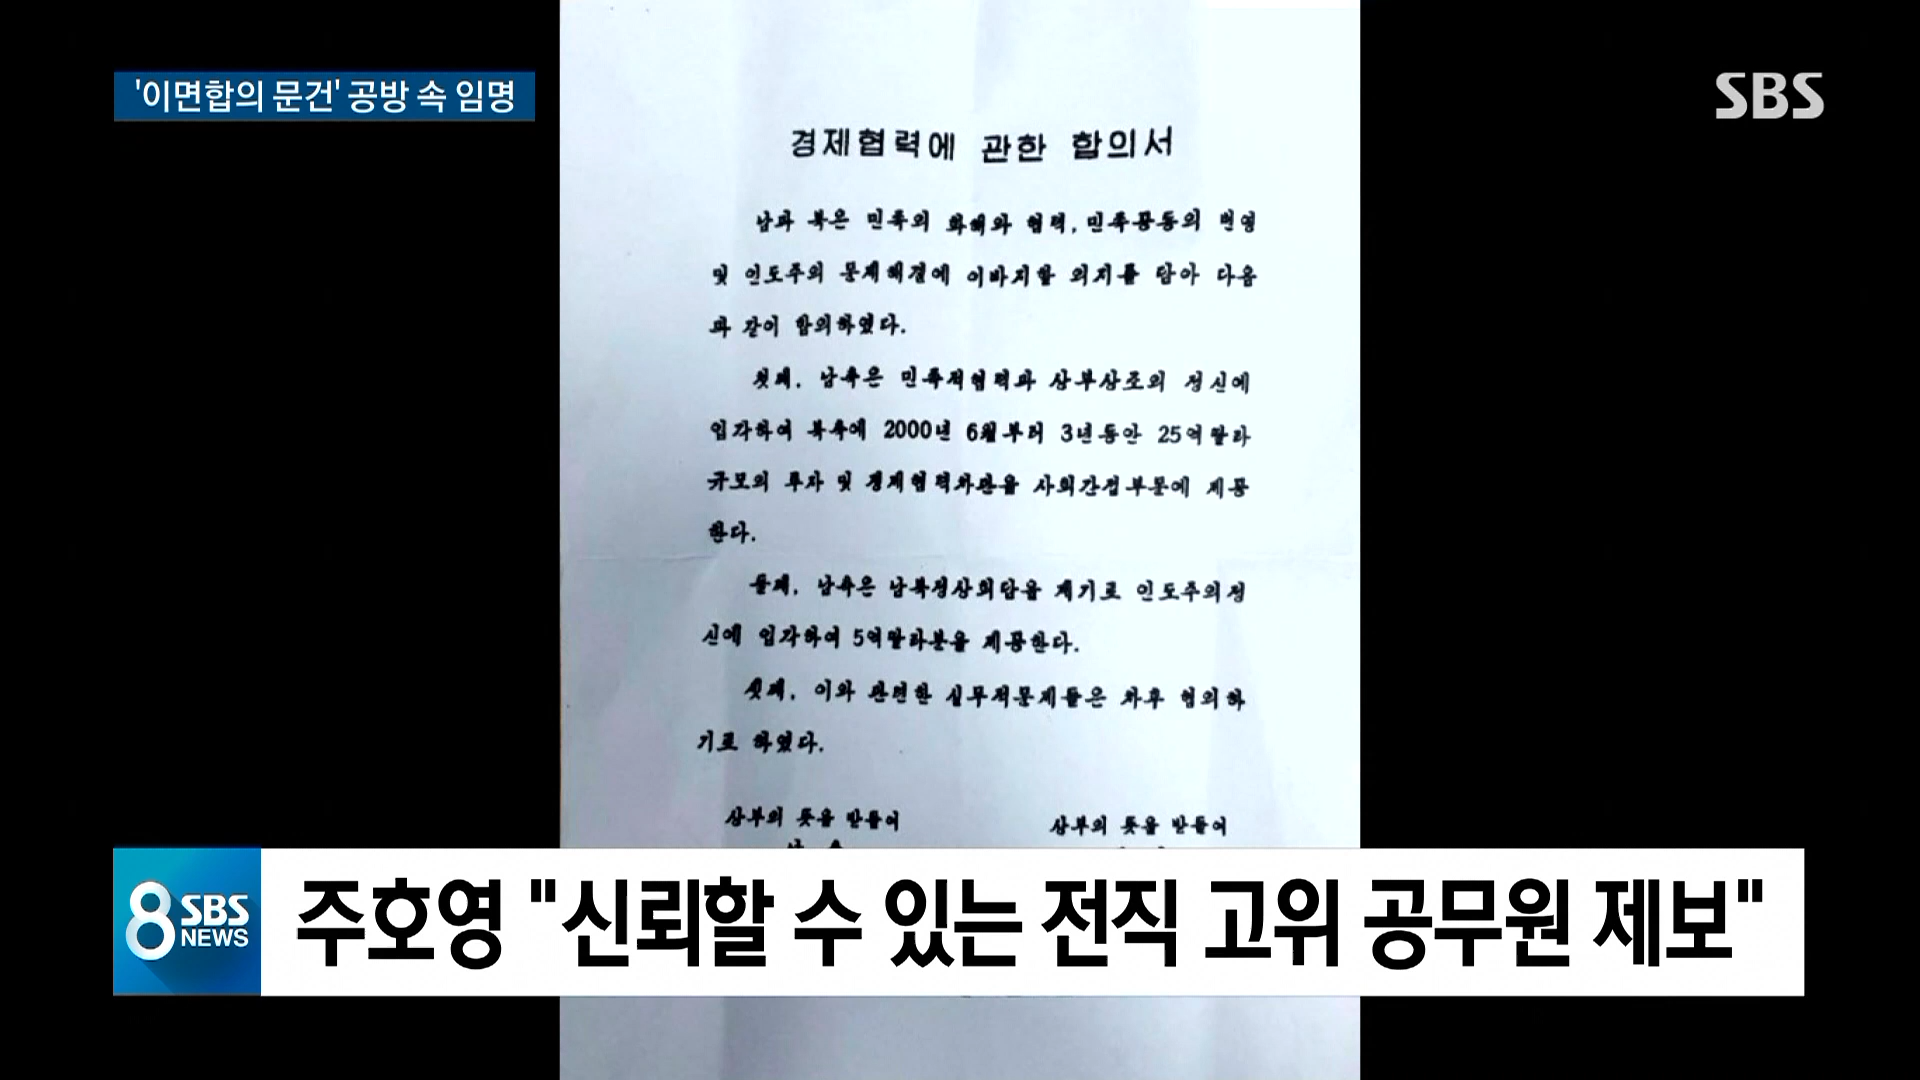 '이면합의 문건' 공방 속 임명
SBS
경제협력에 관한 합의서
남과 북은 민족의 화해와 협력, 민족공동의 번영
및 인도주의 문제해결에 이바지할 의지를 담아 다음
과 같이 합의하였다.
첫째, 남측은 민족적협력과 상부상조의 정신에
입각하여 북측에 2000년 6월부터 3년동안 25억딸라
규모의 투자 및 경제협력차관을 사회간접부문에 제공
한다.
둘째, 남측은 남북정상회담을 계기로 인도주의정
신에 입각하여 5억딸라분을 제공한다.
셋째, 이와 관련한 실무적문제들은 차후 협의하
기로 하였다.
상부의 뜻을 받들어
상부의 뜻을 받들어
8 SBS NEWS
주호영 "신뢰할 수 있는 전직 고위 공무원 제보"